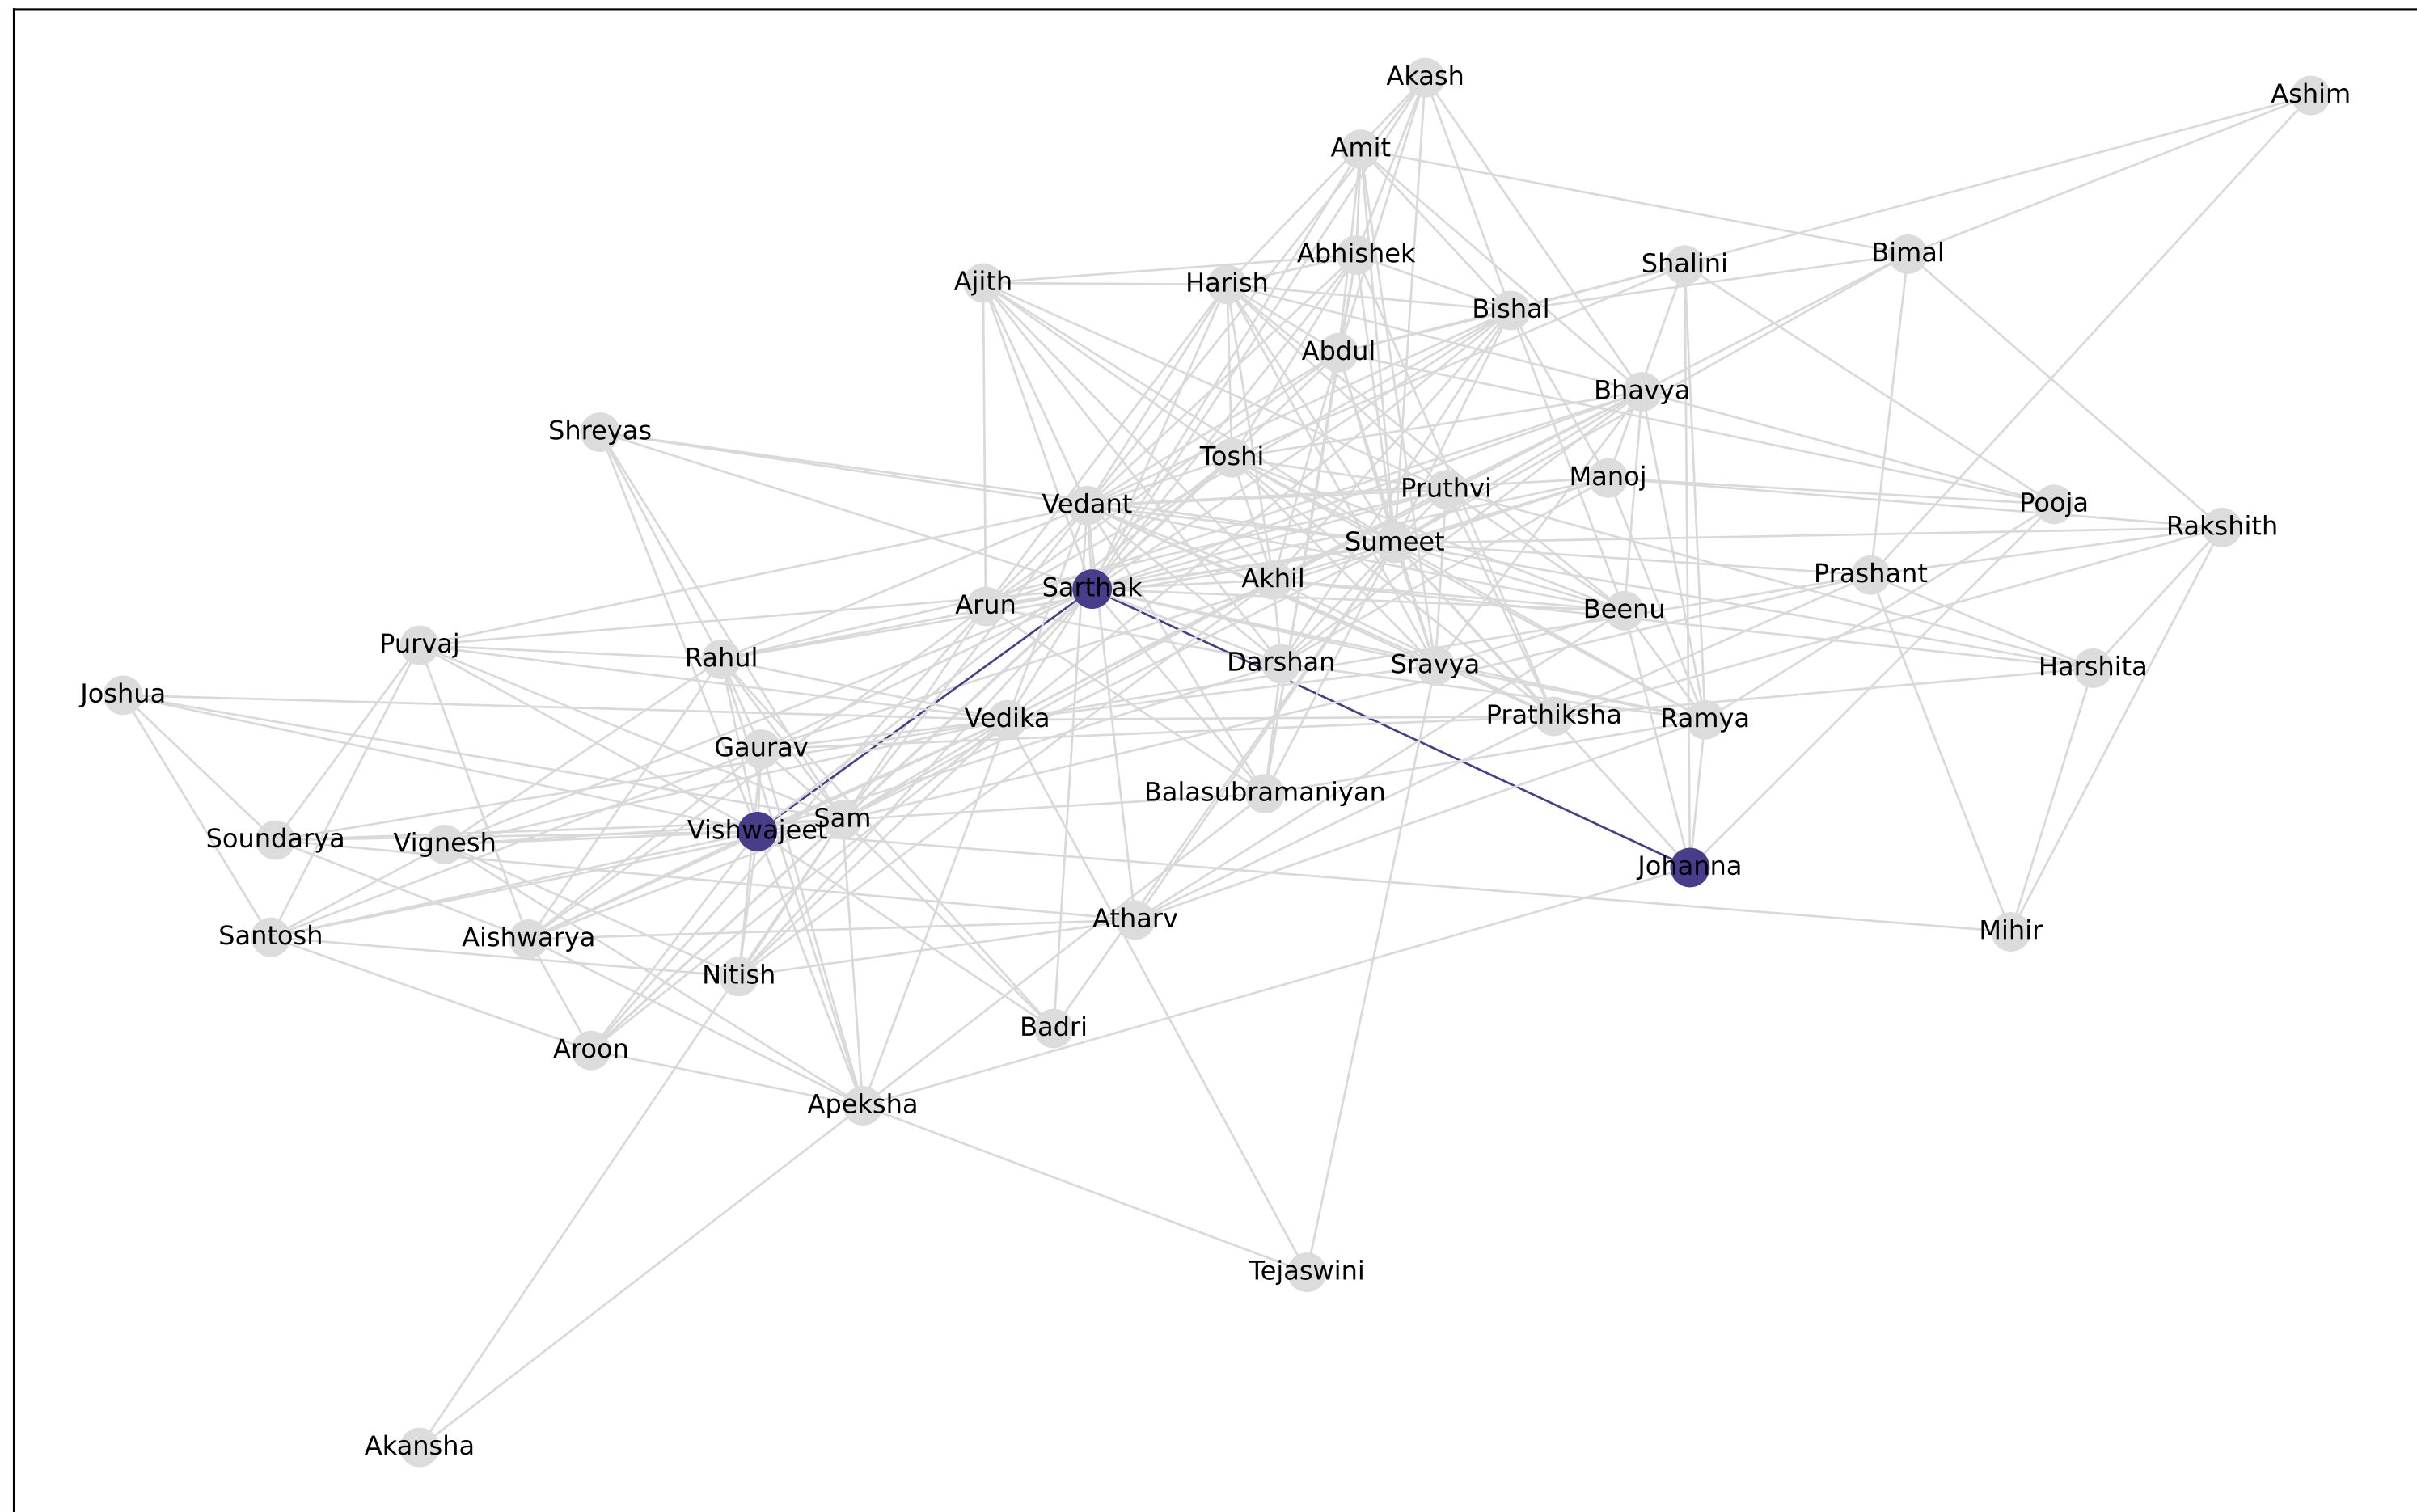 Akash
Ashim
Amit
Abhishek
Shalini
Bimal
Ajith
Harish
Bishal
Abdul
Bhavya
Shreyas
Toshi
Manoj
Pruthvi
Vedant
Pooja
Rakshith
Sumeet
Akhil
Prashant
Sarthak
Arun
Beenu
Purvaj
Rahul
Darshan
Sravya
Harshita
Joshua
Vedika
Prathiksha
Ramya
Gaurav
Balasubramaniyan
Sam
Vishwajeet
Soundarya
Vignesh
Johanna
Atharv
Mihir
Santosh
Aishwarya
Nitish
Badri
Aroon
Apeksha
Tejaswini
Akansha